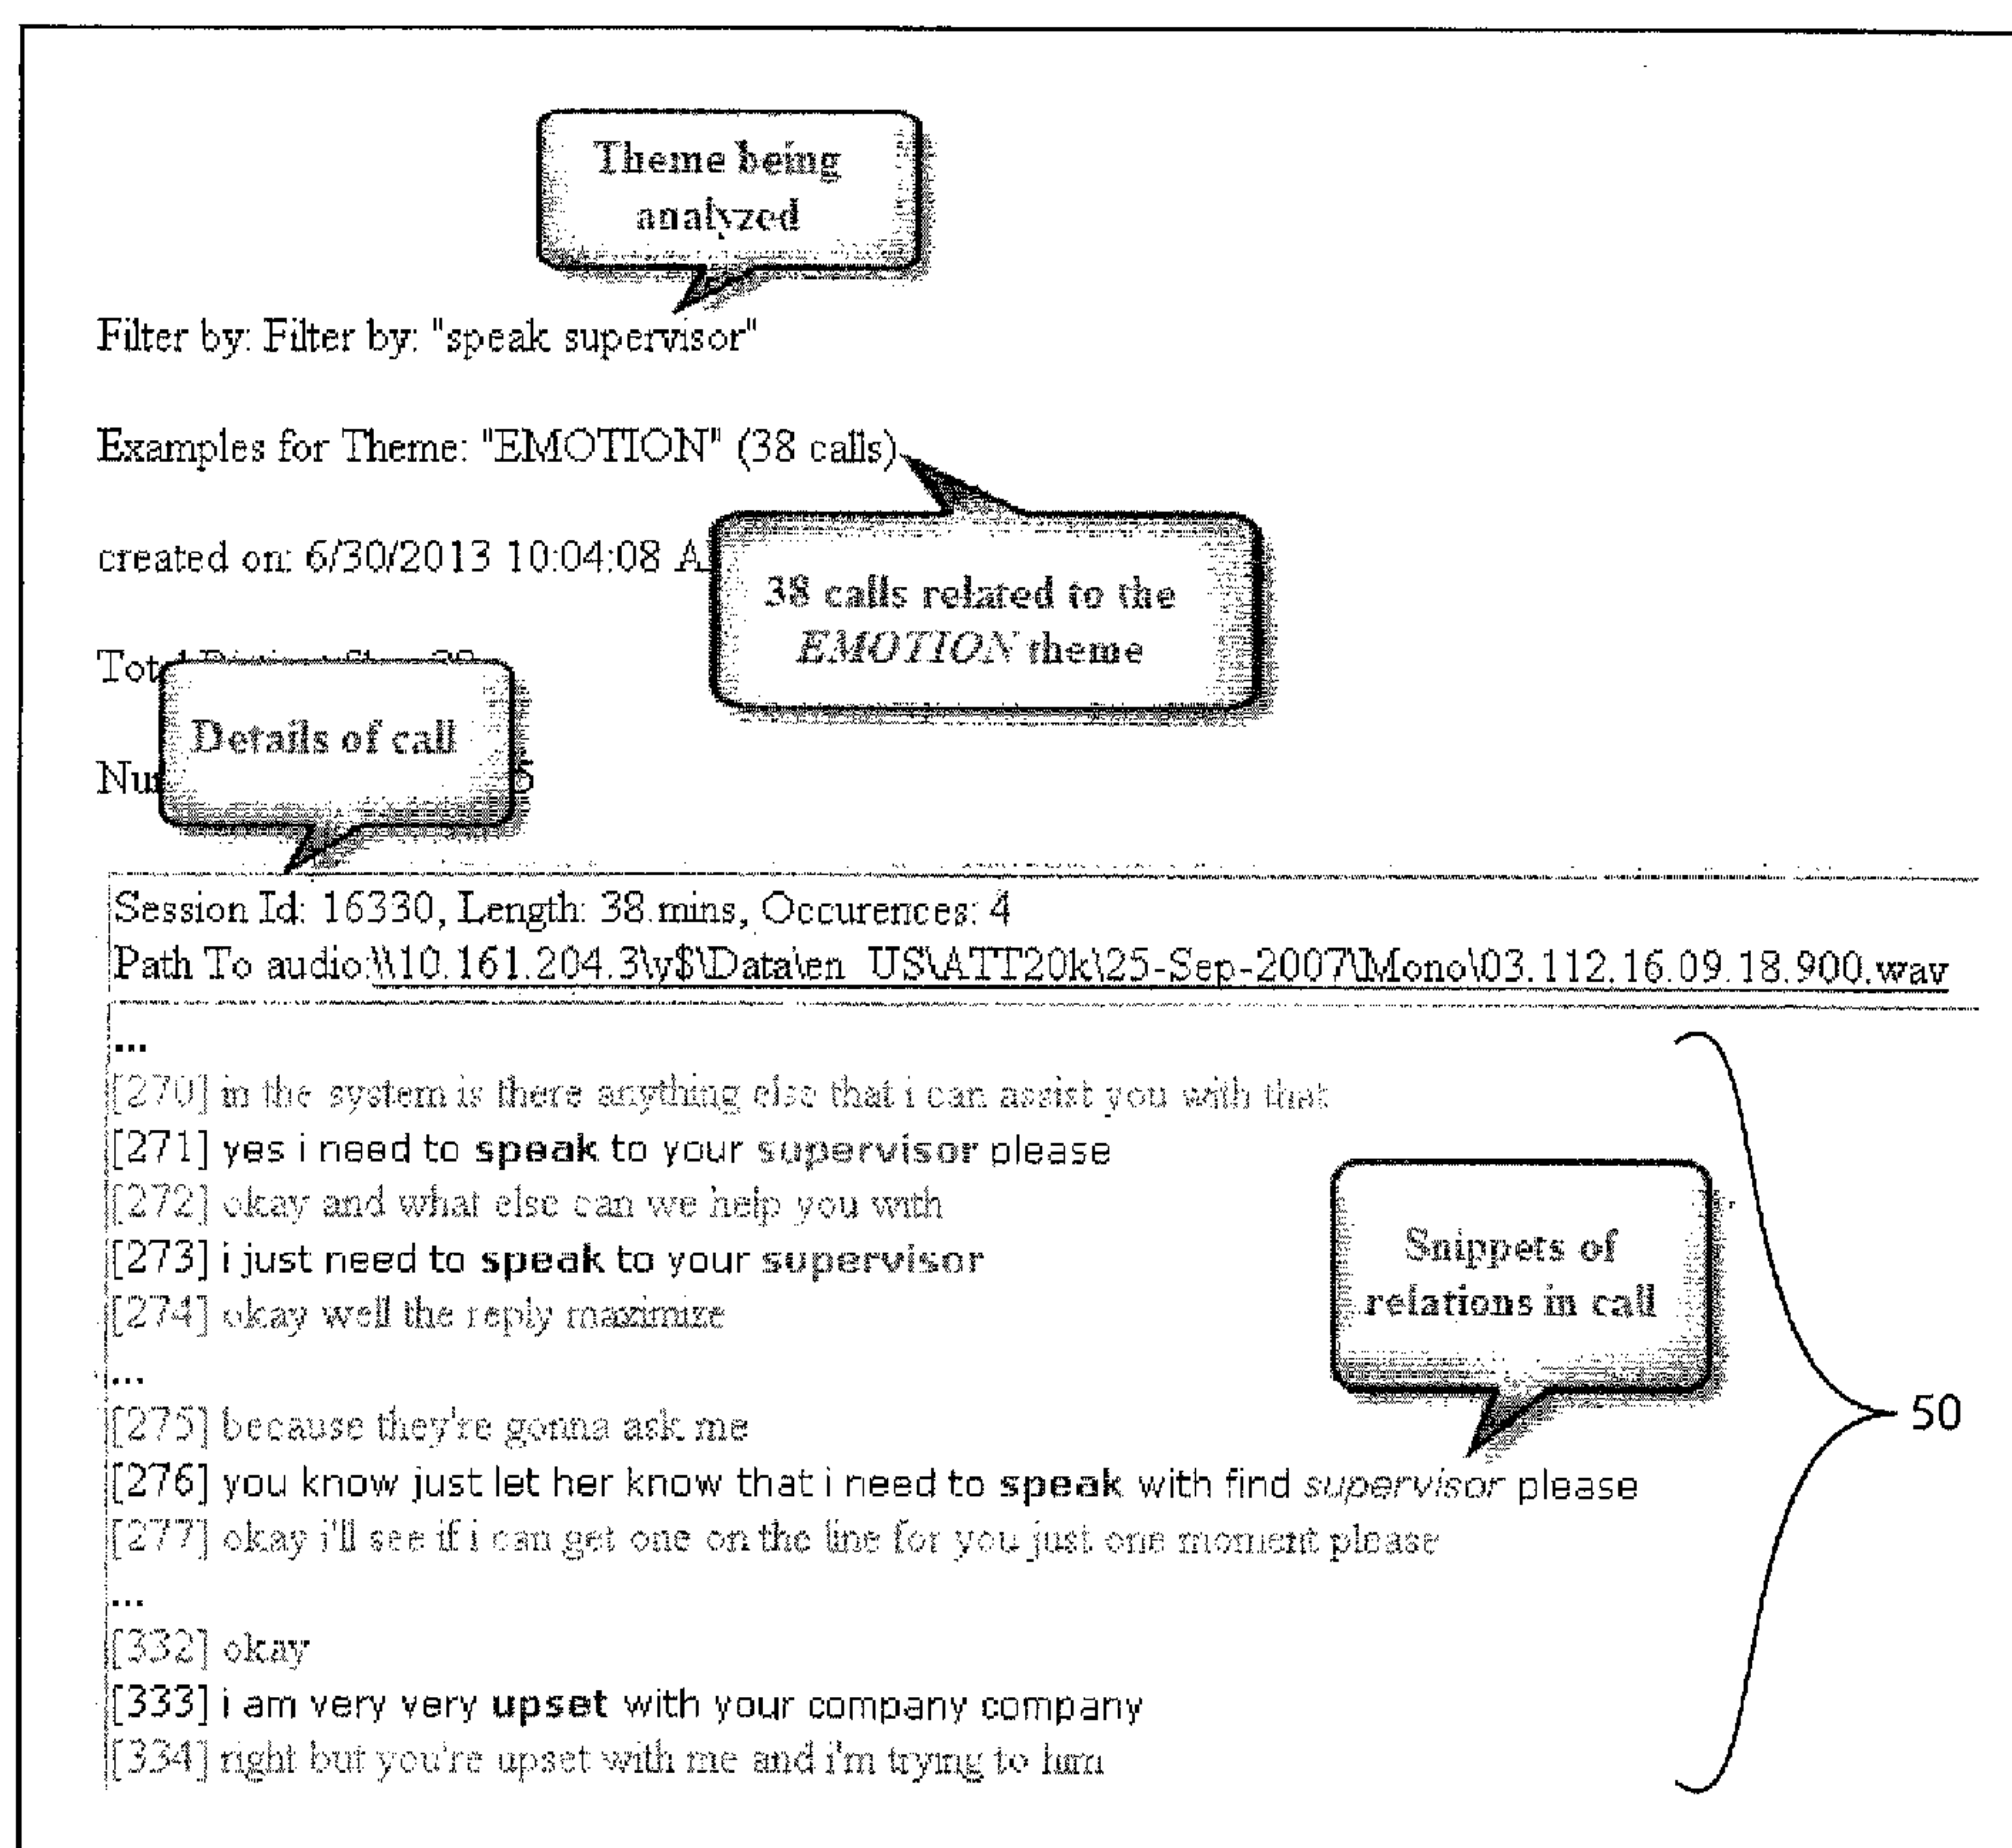 Theme being
analyzed
Filter by: Filter by: "speak supervisor"
Examples for Theme: "EMOTION" (38 calls)
created on: 6/30/2013 10:04:08 A
38 calls related to the
EMOTION theme
Details of call
Session Id: 16330, Length: 38 mins, Occurences: 4
Path To audio:\\10.161.204.3\y$\Data\en_US\ATT20k\25-Sep-2007\Mono\03.112.16.09.18.900.wav
...
[270] in the system is there anything else that i can assist you with that
[271] yes i need to speak to your supervisor please
[272] okay and what else can we help you with
[273] i just need to speak to your supervisor
[274] okay well the reply maximize
Snippets of
relations in call
...
[275] because they're gonna ask me
50
[276] you know just let her know that i need to speak with find supervisor please
[277] okay i'll see if i can get one on the line for you just one moment please
...
[332] okay
[333] i am very very upset with your company company
[334] right but you're upset with me and i'm trying to